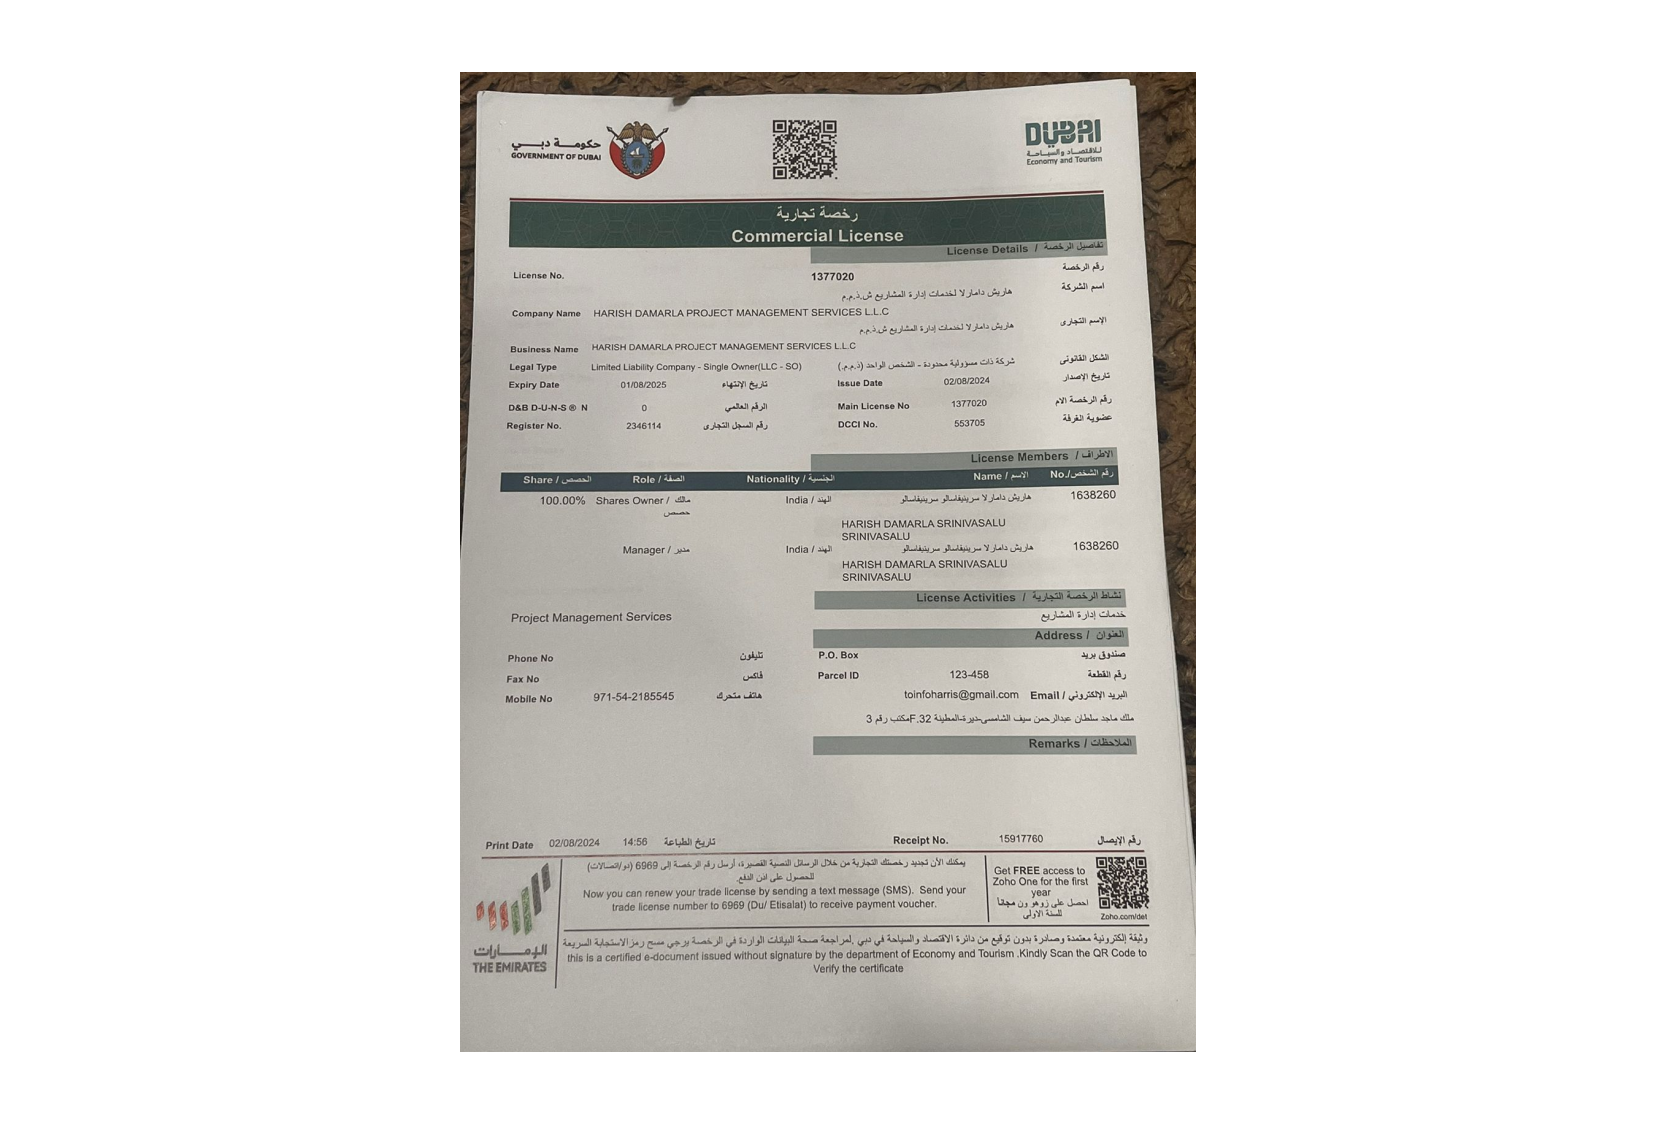 حكومة دبي
GOVERNMENT OF DUBAI
DUBAI
للاقتصاد والسياحة
Economy and Tourism
رخصة تجارية
Commercial License
License Details / تفاصيل الرخصة
License No. 1377020 رقم الرخصة
هاريش دامارلا لخدمات إدارة المشاريع ش.ذ.م.م اسم الشركة
Company Name HARISH DAMARLA PROJECT MANAGEMENT SERVICES L.L.C
هاريش دامارلا لخدمات إدارة المشاريع ش.ذ.م.م الإسم التجارى
Business Name HARISH DAMARLA PROJECT MANAGEMENT SERVICES L.L.C
Legal Type Limited Liability Company - Single Owner(LLC - SO) شركة ذات مسؤولية محدودة - الشخص الواحد (ذ.م.م.) الشكل القانونى
Expiry Date 01/08/2025 تاريخ الإنتهاء Issue Date 02/08/2024 تاريخ الإصدار
D&B D-U-N-S ® N 0 الرقم العالمي Main License No 1377020 رقم الرخصة الام
Register No. 2346114 رقم السجل التجارى DCCI No. 553705 عضوية الغرفة
License Members / الاطراف
Share / الحصص Role / الصفة Nationality / الجنسية Name / الاسم No./رقم الشخص
100.00% Shares Owner / مالك India / الهند هاريش دامارلا سرينيفاسالو سرينيفاسالو 1638260
حصص
HARISH DAMARLA SRINIVASALU
SRINIVASALU
Manager / مدير India / الهند هاريش دامارلا سرينيفاسالو سرينيفاسالو 1638260
HARISH DAMARLA SRINIVASALU
SRINIVASALU
License Activities / نشاط الرخصة التجارية
Project Management Services خدمات إدارة المشاريع
Address / العنوان
Phone No تليفون P.O. Box صندوق بريد
Fax No فاكس Parcel ID 123-458 رقم القطعة
Mobile No 971-54-2185545 هاتف متحرك toinfoharris@gmail.com Email / البريد الإلكتروني
مكتب رقم 3F.32 ملك ماجد سلطان عبدالرحمن سيف الشامسى-ديرة-المطينة
Remarks / الملاحظات
Print Date 02/08/2024 14:56 تاريخ الطباعة Receipt No. 15917760 رقم الإيصال
يمكنك الأن تجديد رخصتك التجارية من خلال الرسائل النصية القصيرة، أرسل رقم الرخصة إلى 6969 (دو/اتصالات)
للحصول على اذن الدفع.
Now you can renew your trade license by sending a text message (SMS). Send your
trade license number to 6969 (Du/ Etisalat) to receive payment voucher.
Get FREE access to
Zoho One for the first
year
احصل على زوهو ون مجاناً
للسنة الاولى
Zoho.com/det
الإمارات
THE EMIRATES
وثيقة إلكترونية معتمدة وصادرة بدون توقيع من دائرة الاقتصاد والسياحة في دبي .لمراجعة صحة البيانات الواردة في الرخصة يرجي مسح رمز الاستجابة السريعة
this is a certified e-document issued without signature by the department of Economy and Tourism .Kindly Scan the QR Code to
Verify the certificate